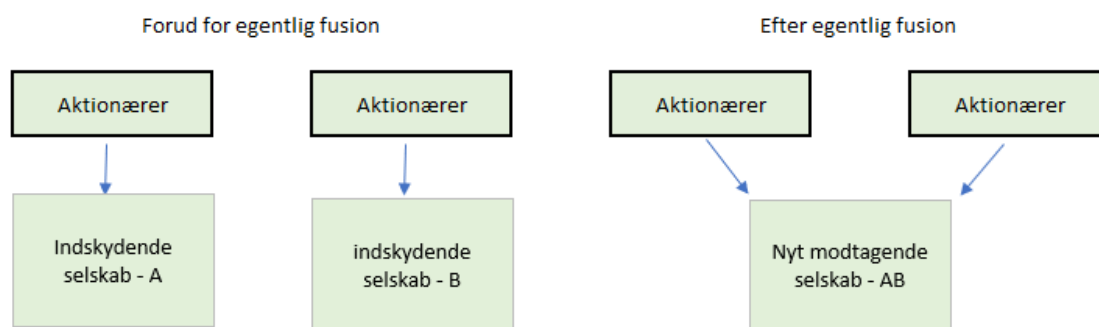 Forud for egentlig fusion
Efter egentlig fusion
Aktionærer
Aktionærer
Aktionærer
Aktionærer
Indskydende
selskab - A
indskydende
selskab - B
Nyt modtagende
selskab - AB